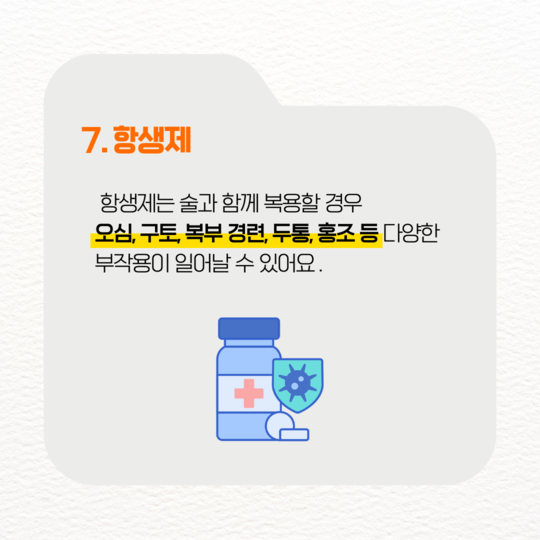 7. 항생제
항생제는 술과 함께 복용할 경우
오심, 구토, 복부 경련, 두통, 홍조 등 다양한
부작용이 일어날 수 있어요.